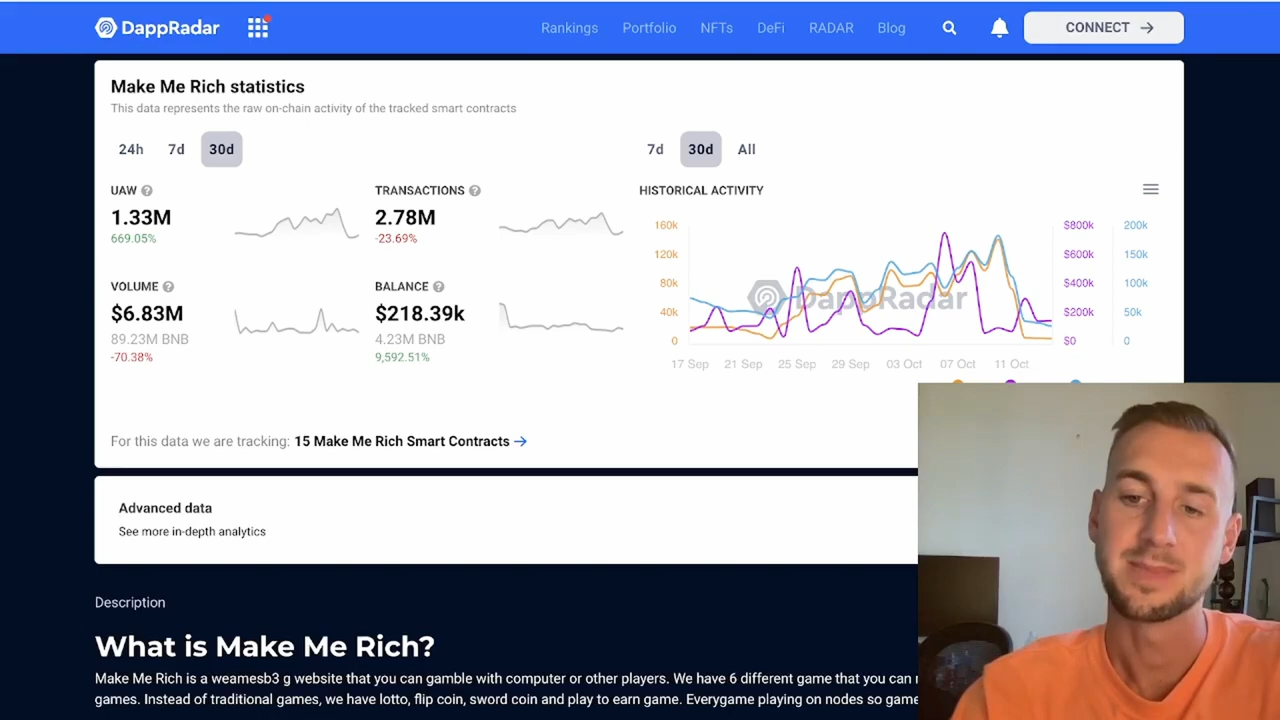 DappRadar
Rankings Portfolio NFTs DeFi RADAR Blog CONNECT →
Make Me Rich statistics
This data represents the raw on-chain activity of the tracked smart contracts
24h 7d 30d
7d 30d All
UAW
1.33M
669.05%
TRANSACTIONS
2.78M
-23.69%
VOLUME
$6.83M
89.23M BNB
-70.38%
BALANCE
$218.39k
4.23M BNB
9,592.51%
HISTORICAL ACTIVITY
160k $800k 200k
120k $600k 150k
80k $400k 100k
40k $200k 50k
0 $0 0
DappRadar
17 Sep 21 Sep 25 Sep 29 Sep 03 Oct 07 Oct 11 Oct
For this data we are tracking: 15 Make Me Rich Smart Contracts →
Advanced data
See more in-depth analytics
Description
What is Make Me Rich?
Make Me Rich is a weamesb3 g website that you can gamble with computer or other players. We have 6 different game that you can
games. Instead of traditional games, we have lotto, flip coin, sword coin and play to earn game. Everygame playing on nodes so game